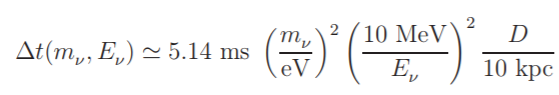 Δt(m_ν, E_ν) ≃ 5.14 ms (m_ν/eV)² (10 MeV/E_ν)² D/10 kpc